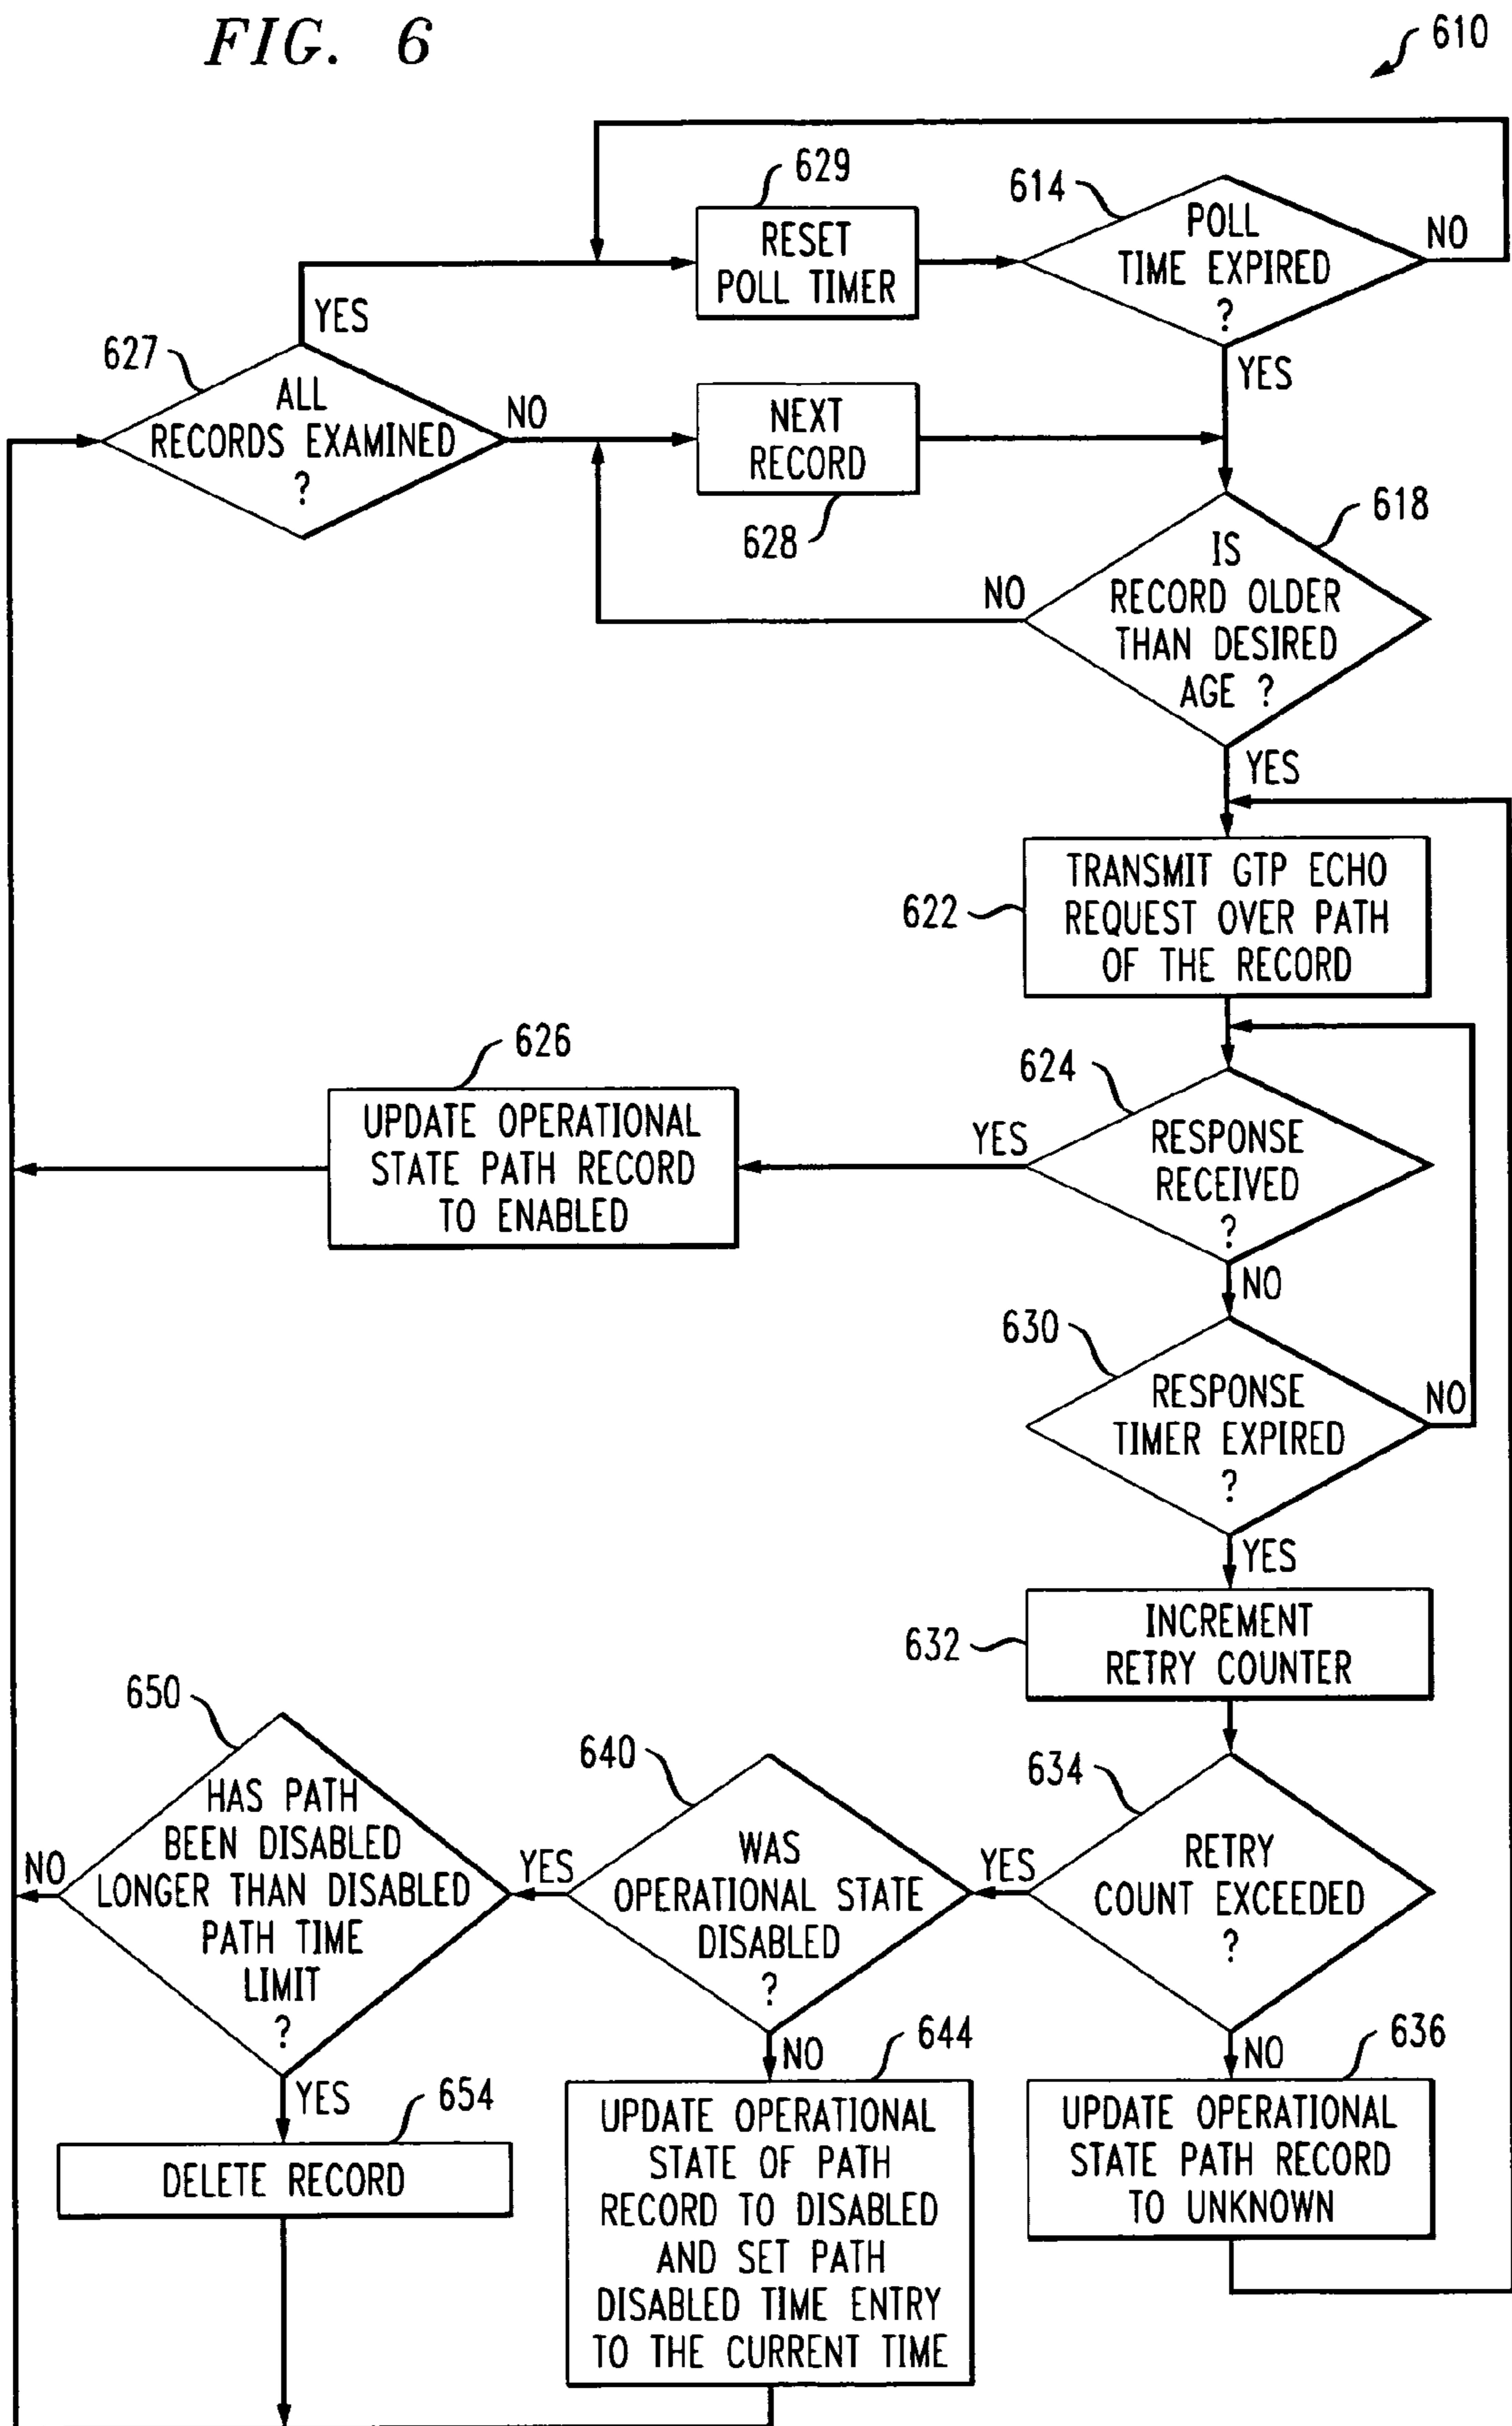 FIG. 6
610
629
RESET
POLL TIMER
614
POLL
TIME EXPIRED
?
NO
YES
YES
627
ALL
RECORDS EXAMINED
?
NO
NEXT
RECORD
628
618
IS
RECORD OLDER
THAN DESIRED
AGE ?
NO
YES
622
TRANSMIT GTP ECHO
REQUEST OVER PATH
OF THE RECORD
626
UPDATE OPERATIONAL
STATE PATH RECORD
TO ENABLED
624
YES
RESPONSE
RECEIVED
?
NO
630
RESPONSE
TIMER EXPIRED
?
NO
YES
632
INCREMENT
RETRY COUNTER
650
HAS PATH
BEEN DISABLED
LONGER THAN DISABLED
PATH TIME
LIMIT
?
NO
YES
640
WAS
OPERATIONAL STATE
DISABLED
?
YES
NO
634
RETRY
COUNT EXCEEDED
?
YES
NO
654
DELETE RECORD
644
UPDATE OPERATIONAL
STATE OF PATH
RECORD TO DISABLED
AND SET PATH
DISABLED TIME ENTRY
TO THE CURRENT TIME
636
UPDATE OPERATIONAL
STATE PATH RECORD
TO UNKNOWN